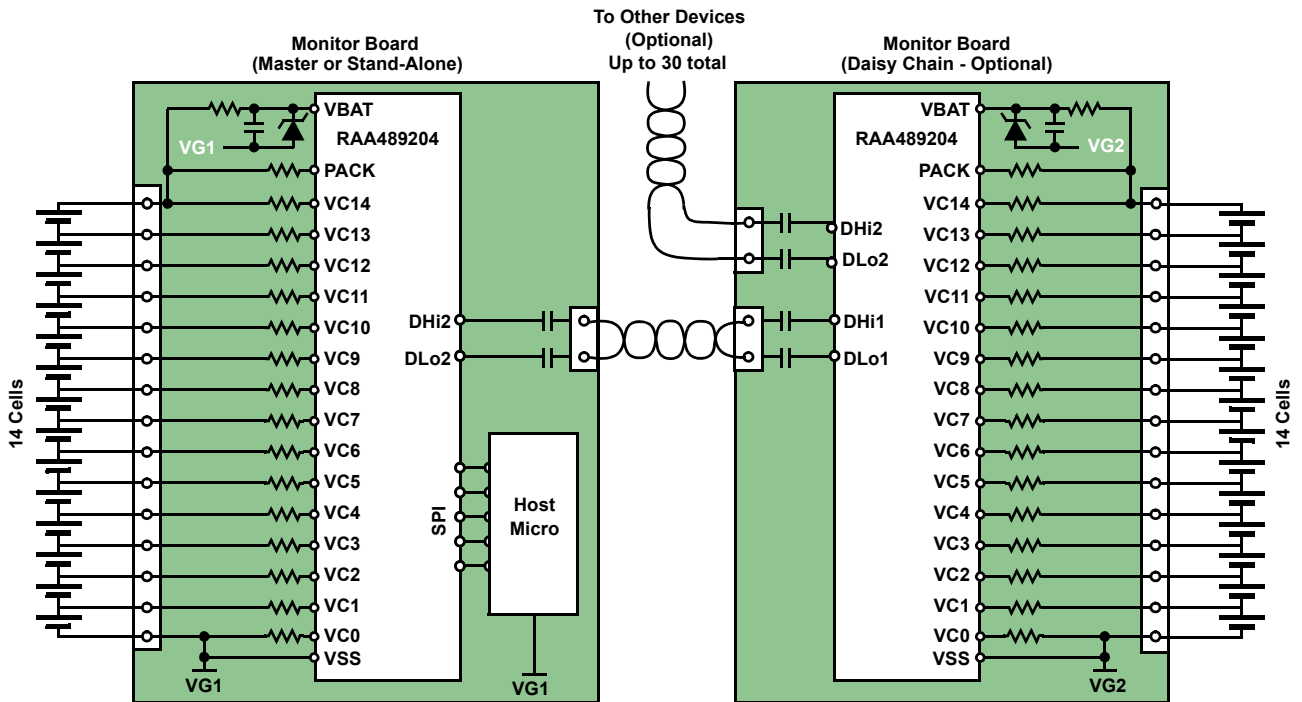 To Other Devices
(Optional)
Up to 30 total
Monitor Board
(Master or Stand-Alone)
Monitor Board
(Daisy Chain - Optional)
VBAT
RAA489204
VG1
PACK
VC14
VC13
VC12
VC11
VC10
VC9
VC8
VC7
VC6
VC5
VC4
VC3
VC2
VC1
VC0
VSS
VG1
14 Cells
DHi2
DLo2
SPI
Host
Micro
VG1
VBAT
RAA489204
VG2
PACK
VC14
VC13
VC12
VC11
VC10
VC9
VC8
VC7
VC6
VC5
VC4
VC3
VC2
VC1
VC0
VSS
VG2
DHi2
DLo2
DHi1
DLo1
14 Cells